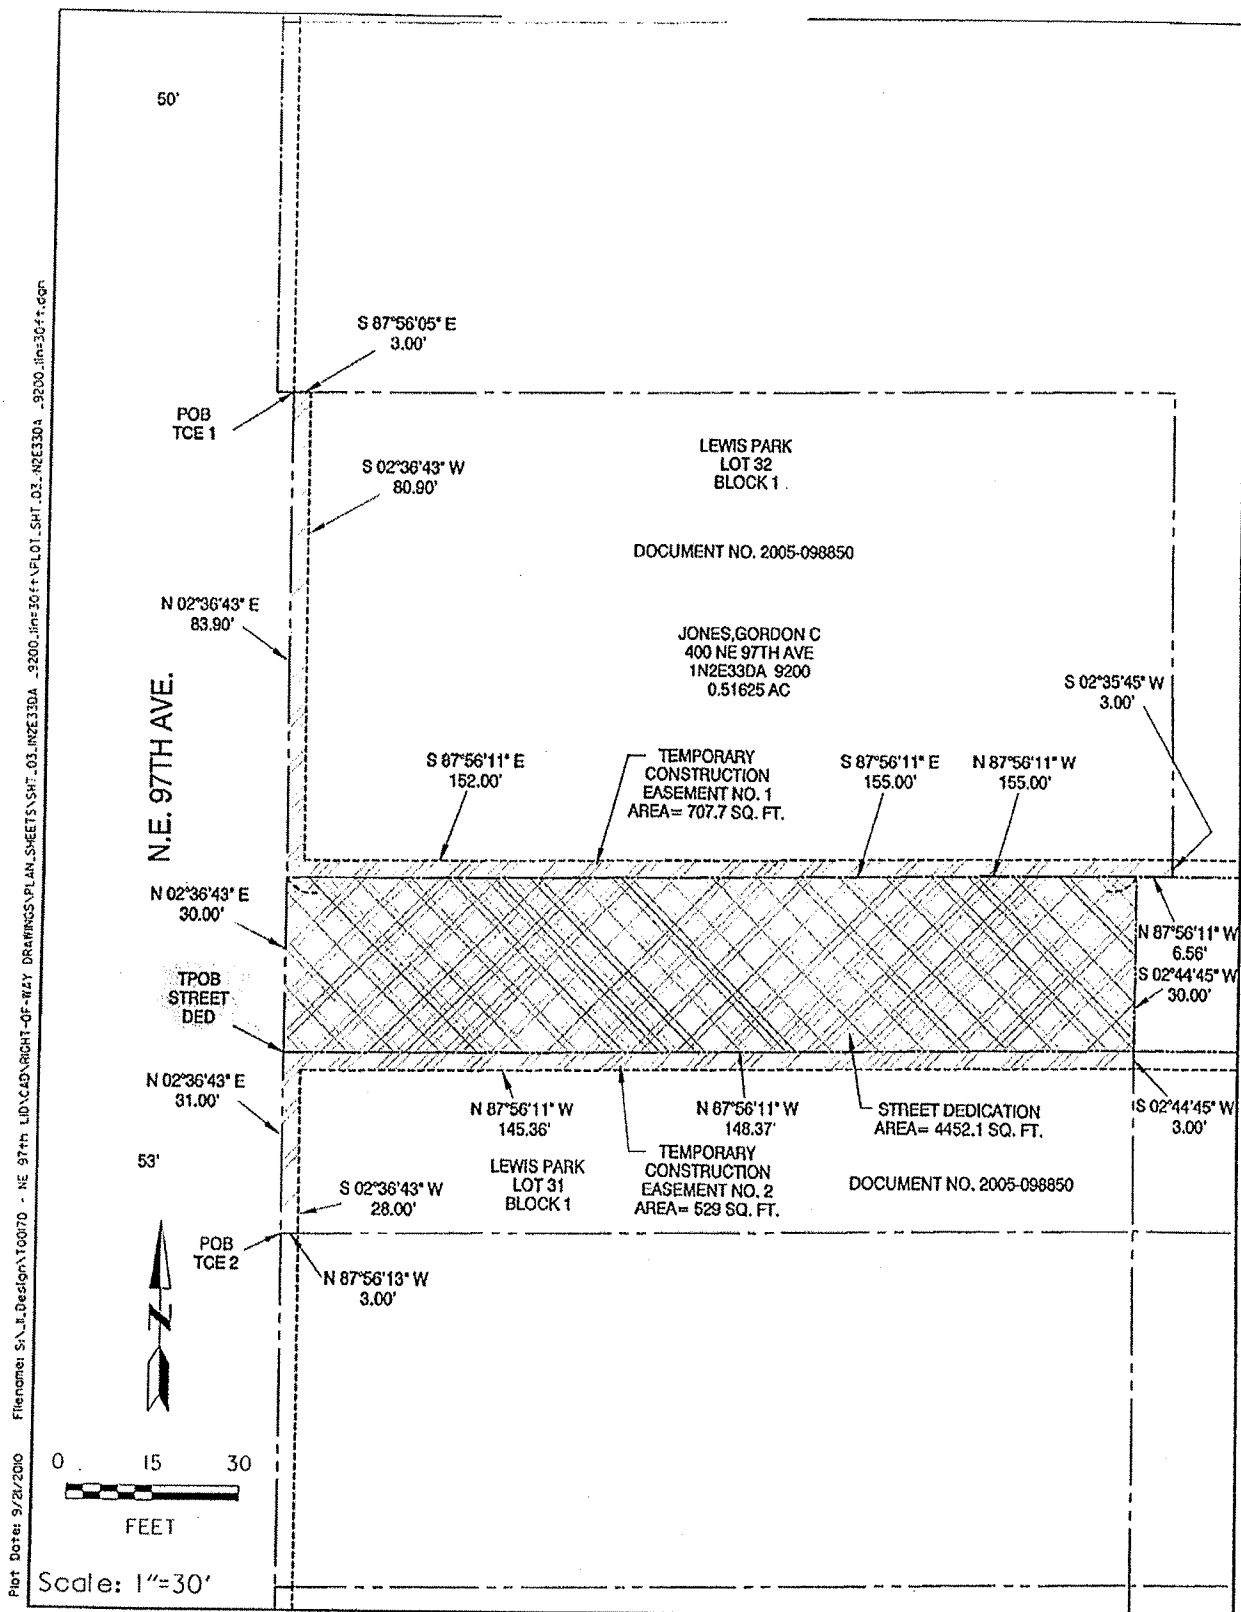 50'
S 87°56'05" E
3.00'
POB
TCE 1
LEWIS PARK
LOT 32
BLOCK 1
S 02°36'43" W
80.90'
DOCUMENT NO. 2005-098850
N 02°36'43" E
83.90'
JONES,GORDON C
400 NE 97TH AVE
1N2E33DA 9200
0.51625 AC
S 02°35'45" W
3.00'
N.E. 97TH AVE.
S 87°56'11" E
152.00'
TEMPORARY
CONSTRUCTION
EASEMENT NO. 1
AREA= 707.7 SQ. FT.
S 87°56'11" E
155.00'
N 87°56'11" W
155.00'
N 02°36'43" E
30.00'
N 87°56'11" W
6.56'
S 02°44'45" W
30.00'
TPOB
STREET
DED
N 02°36'43" E
31.00'
N 87°56'11" W
145.36'
N 87°56'11" W
148.37'
STREET DEDICATION
AREA= 4452.1 SQ. FT.
S 02°44'45" W
3.00'
53'
LEWIS PARK
LOT 31
BLOCK 1
TEMPORARY
CONSTRUCTION
EASEMENT NO. 2
AREA= 529 SQ. FT.
DOCUMENT NO. 2005-098850
S 02°36'43" W
28.00'
POB
TCE 2
N 87°56'13" W
3.00'
N
0 15 30
FEET
Scale: 1"=30'
Plot Date: 9/21/2010